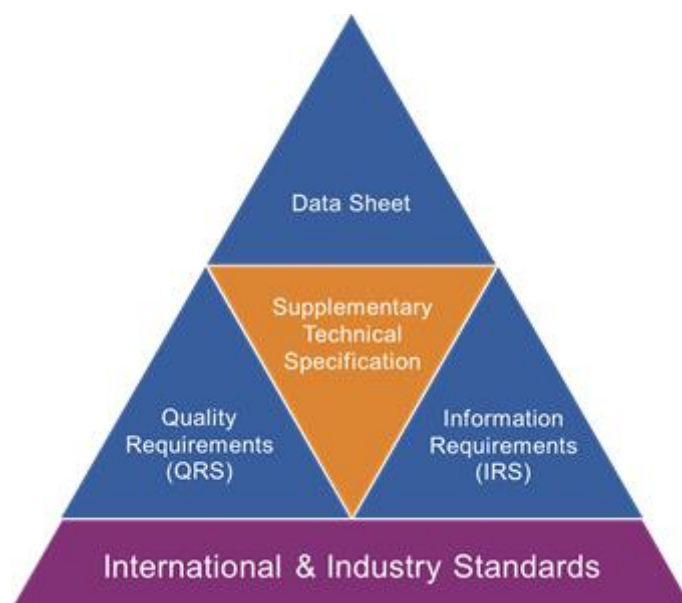 Data Sheet
Supplementary
Technical
Specification
Quality
Requirements
(QRS)
Information
Requirements
(IRS)
International & Industry Standards